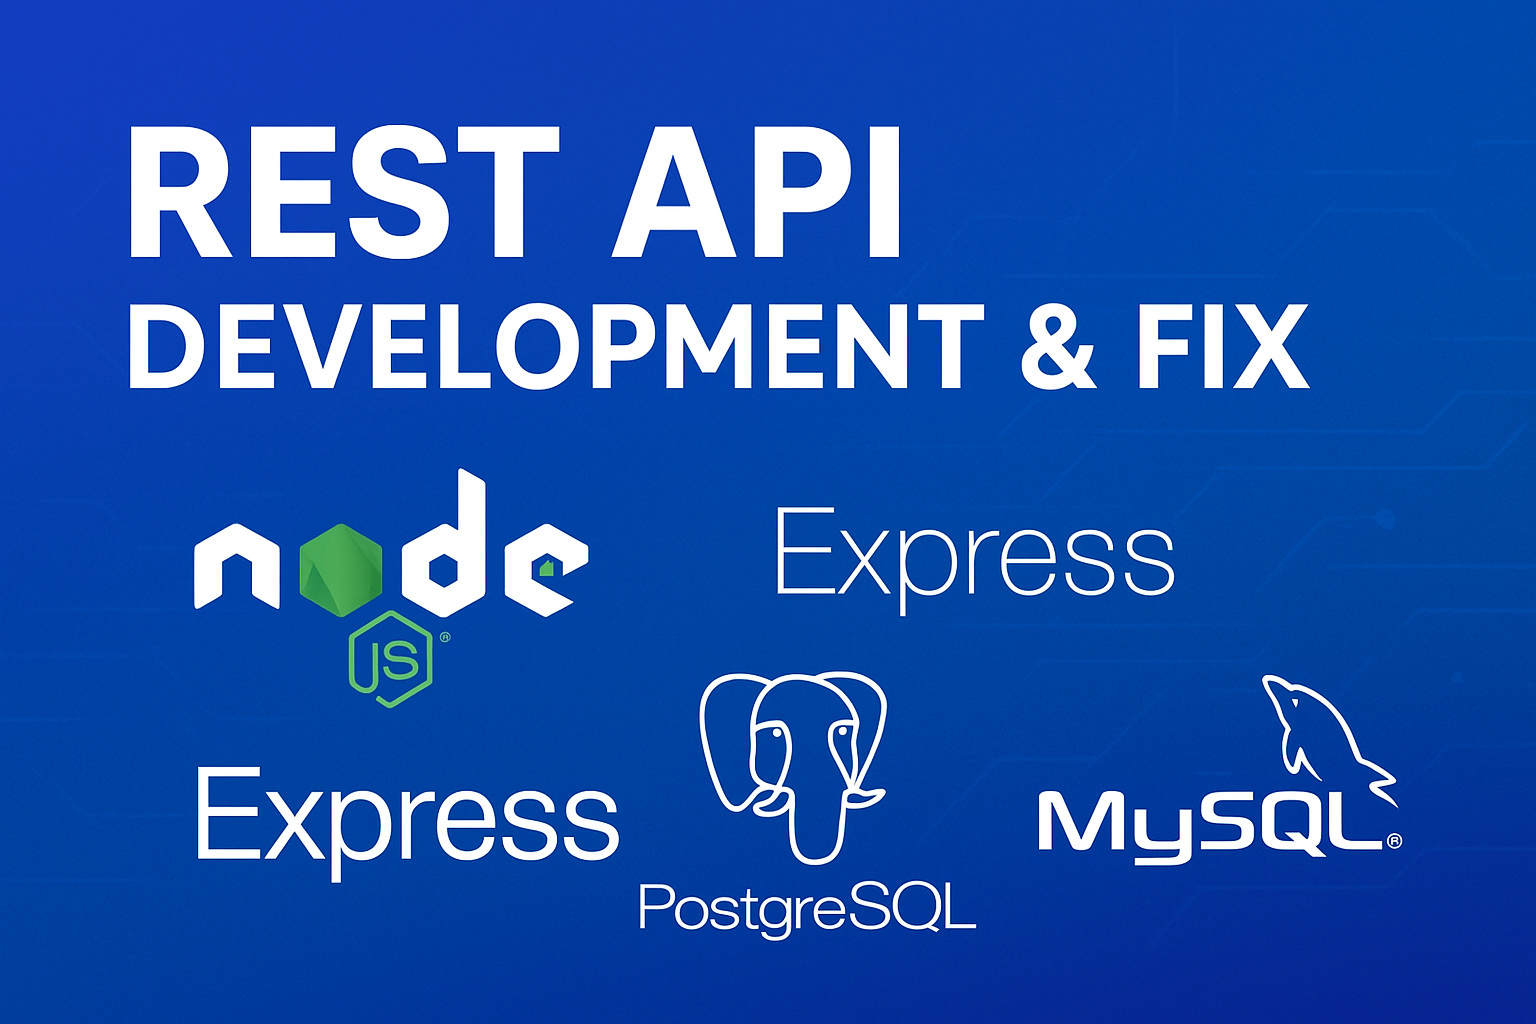 REST API
DEVELOPMENT & FIX
node
JS®
Express
Express
PostgreSQL
MySQL®